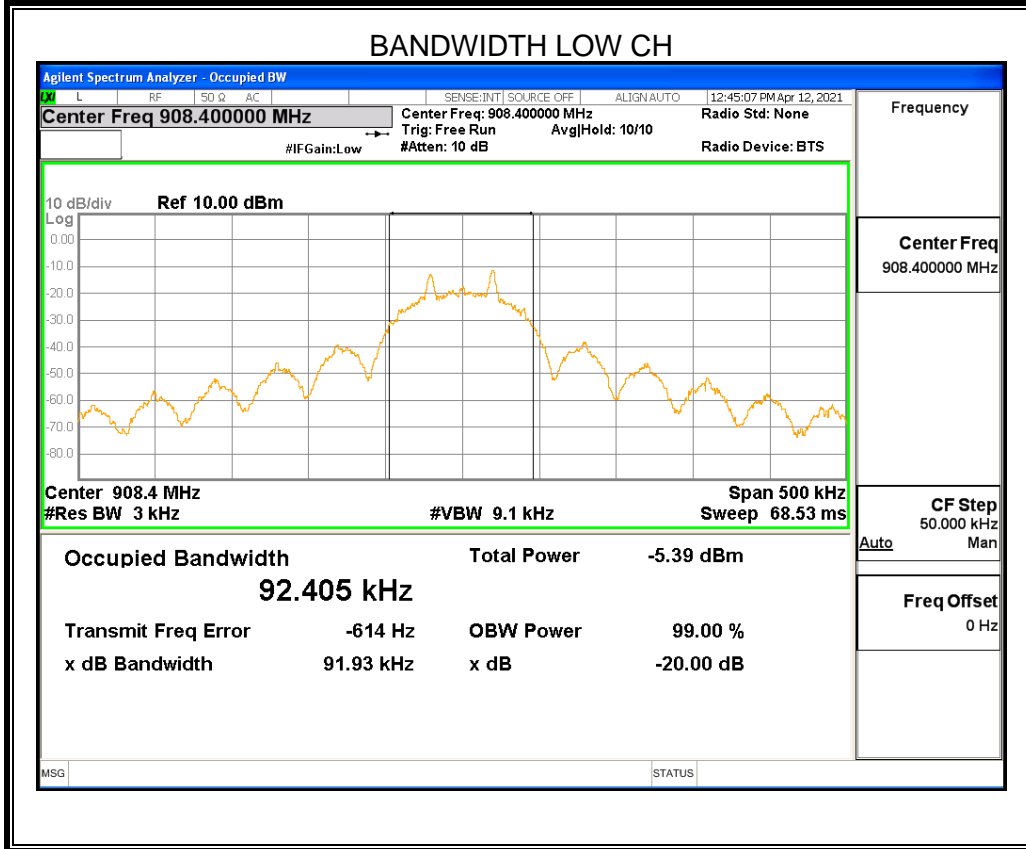 BANDWIDTH LOW CH
Agilent Spectrum Analyzer - Occupied BW
LXI L RF 50 Ω AC SENSE:INT SOURCE OFF ALIGN AUTO 12:45:07 PM Apr 12, 2021
Center Freq 908.400000 MHz
Center Freq: 908.400000 MHz
Radio Std: None
Trig: Free Run Avg|Hold: 10/10
#IFGain:Low
#Atten: 10 dB
Radio Device: BTS
10 dB/div Ref 10.00 dBm
Log
0.00
-10.0
-20.0
-30.0
-40.0
-50.0
-60.0
-70.0
-80.0
Center 908.4 MHz Span 500 kHz
#Res BW 3 kHz #VBW 9.1 kHz Sweep 68.53 ms
Occupied Bandwidth Total Power -5.39 dBm
92.405 kHz
Transmit Freq Error -614 Hz OBW Power 99.00 %
x dB Bandwidth 91.93 kHz x dB -20.00 dB
MSG STATUS
Frequency
Center Freq
908.400000 MHz
CF Step
50.000 kHz
Auto Man
Freq Offset
0 Hz